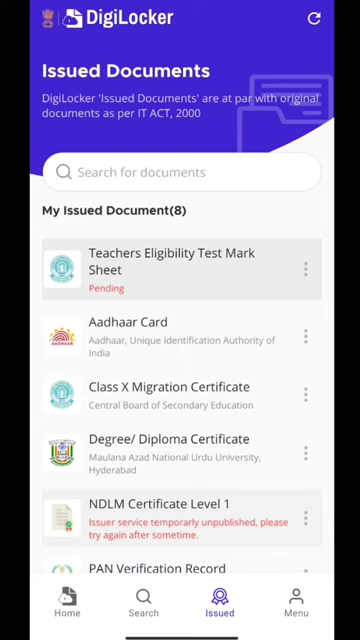 DigiLocker
Issued Documents
DigiLocker 'Issued Documents' are at par with original
documents as per IT ACT, 2000
Search for documents
My Issued Document(8)
Teachers Eligibility Test Mark
Sheet
Pending
Aadhaar Card
Aadhaar, Unique Identification Authority of
India
AADHAAR
Class X Migration Certificate
Central Board of Secondary Education
Degree/ Diploma Certificate
Maulana Azad National Urdu University,
Hyderabad
NDLM Certificate Level 1
Issuer service temporarly unpublished, please
try again after sometime.
PAN Verification Record
Home
Search
Issued
Menu